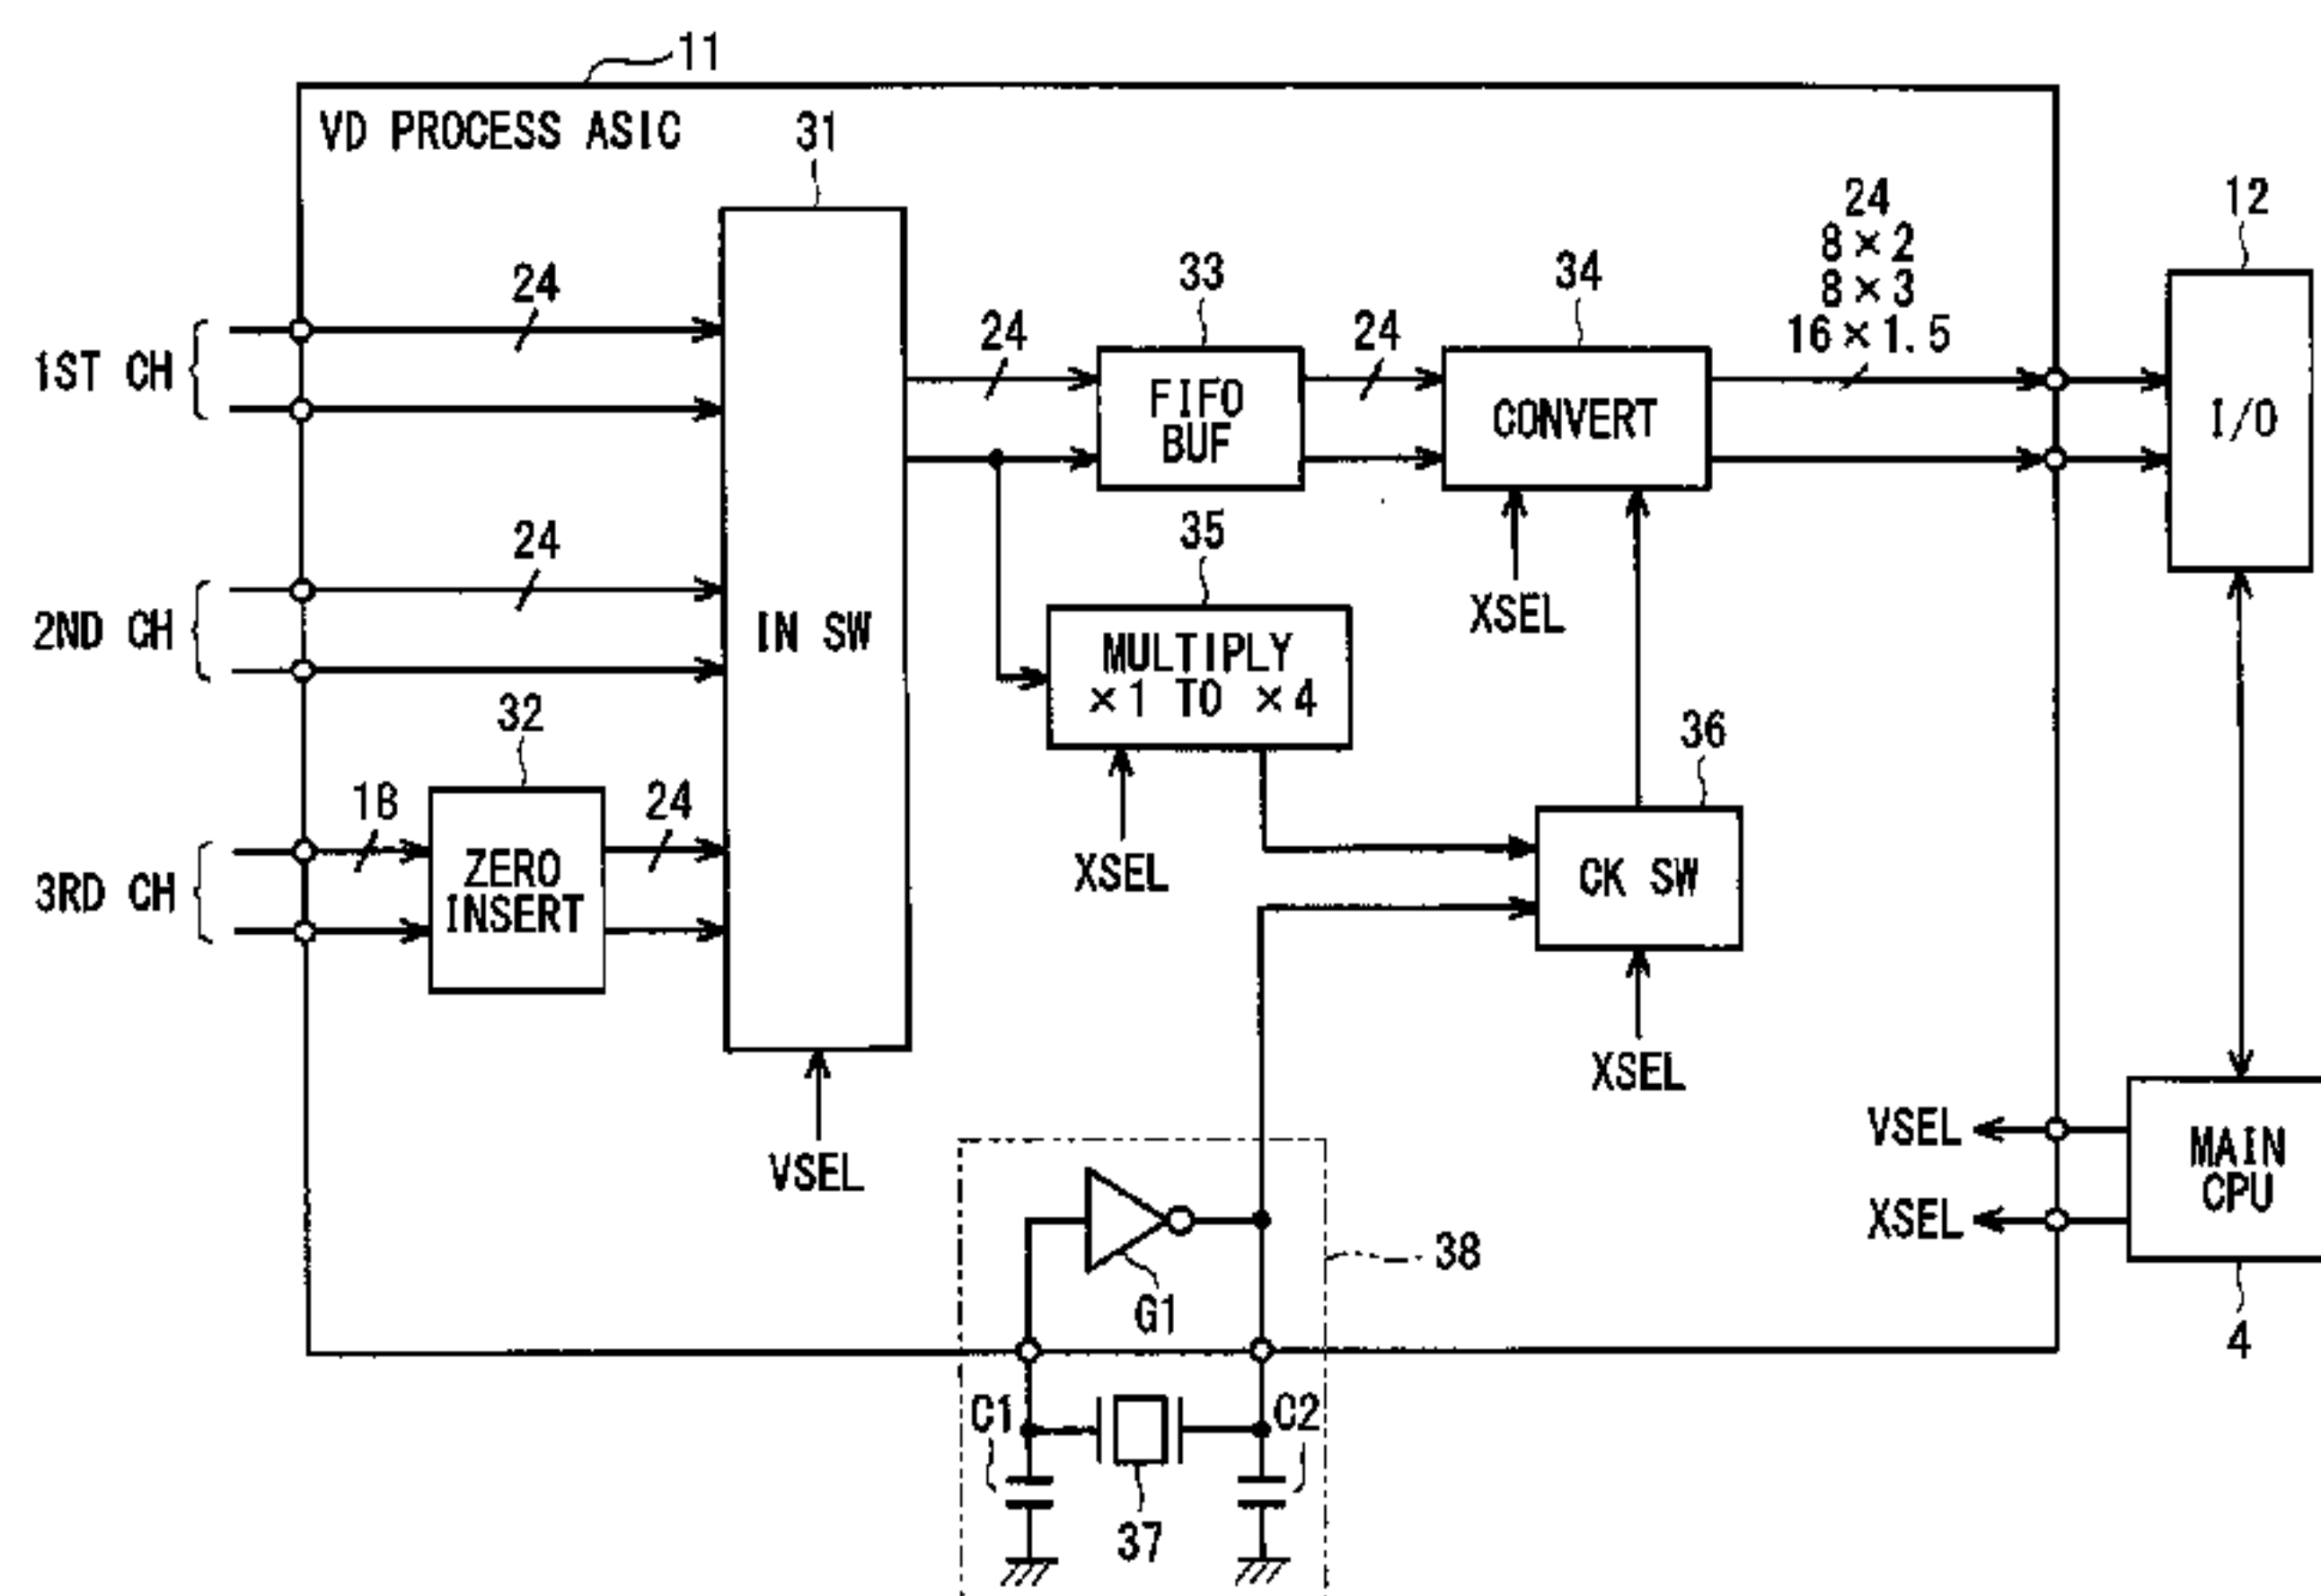 11
VD PROCESS ASIC
31
24
8×2
8×3
16×1.5
12
33
34
24
24
24
1ST CH
FIFO
BUF
CONVERT
I/O
35
24
2ND CH
IN SW
XSEL
MULTIPLY
×1 TO ×4
32
36
18
24
3RD CH
ZERO
INSERT
XSEL
CK SW
XSEL
VSEL
VSEL
XSEL
MAIN
CPU
38
G1
4
C1
C2
37